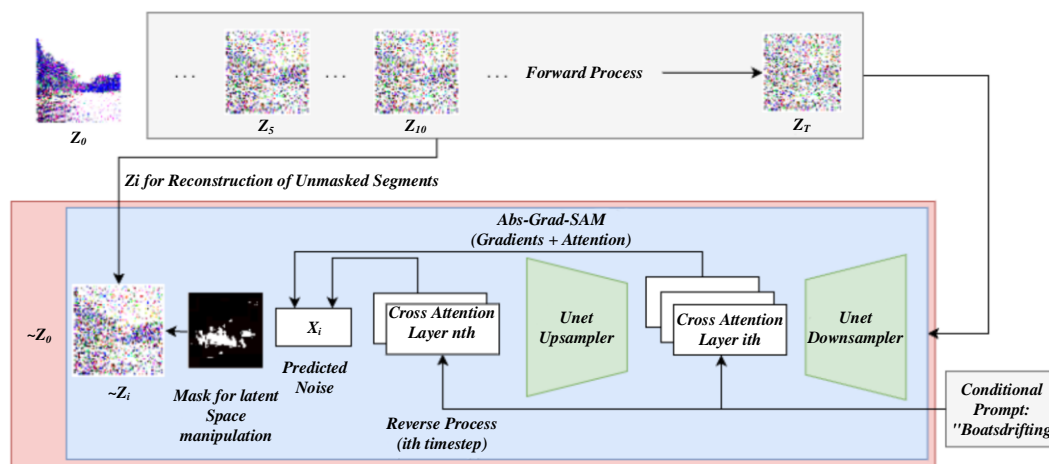 ... ... ... Forward Process
Z0 Z5 Z10 ZT
Zi for Reconstruction of Unmasked Segments
Abs-Grad-SAM
(Gradients + Attention)
~Z0
~Zi
Mask for latent
Space
manipulation
Xi
Predicted
Noise
Cross Attention
Layer nth
Unet
Upsampler
Cross Attention
Layer ith
Unet
Downsampler
Reverse Process
(ith timestep)
Conditional
Prompt:
"Boatsdrifting